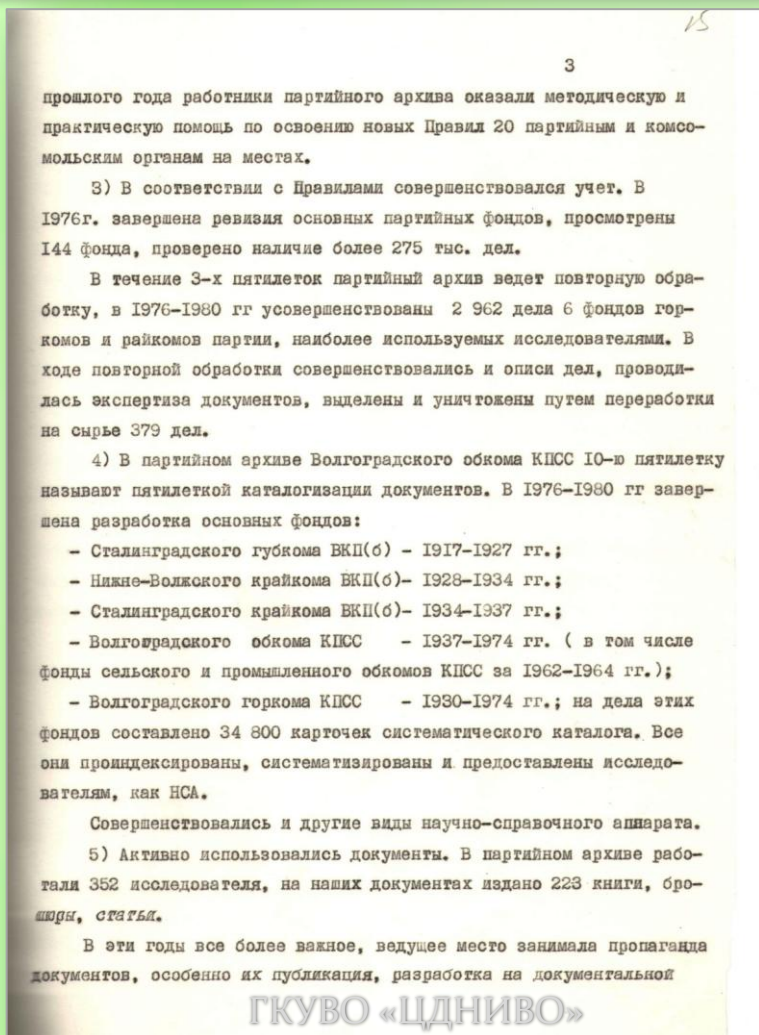 15
3
прошлого года работники партийного архива оказали методическую и
практическую помощь по освоению новых Правил 20 партийным и комсо-
мольским органам на местах.
3) В соответствии с Правилами совершенствовался учет. В
1976г. завершена ревизия основных партийных фондов, просмотрены
144 фонда, проверено наличие более 275 тыс. дел.
В течение 3-х пятилеток партийный архив ведет повторную обра-
ботку, в 1976-1980 гг усовершенствованы 2 962 дела 6 фондов гор-
комов и райкомов партии, наиболее используемых исследователями. В
ходе повторной обработки совершенствовались и описи дел, проводи-
лась экспертиза документов, выделены и уничтожены путем переработки
на сырье 379 дел.
4) В партийном архиве Волгоградского обкома КПСС 10-ю пятилетку
называют пятилеткой каталогизации документов. В 1976-1980 гг завер-
шена разработка основных фондов:
- Сталинградского губкома ВКП(б) - 1917-1927 гг.;
- Нижне-Волжского крайкома ВКП(б)- 1928-1934 гг.;
- Сталинградского крайкома ВКП(б)- 1934-1937 гг.;
- Волгоградского обкома КПСС - 1937-1974 гг. ( в том числе
фонды сельского и промышленного обкомов КПСС за 1962-1964 гг.);
- Волгоградского горкома КПСС - 1930-1974 гг.; на дела этих
фондов составлено 34 800 карточек систематического каталога. Все
они проиндексированы, систематизированы и предоставлены исследо-
вателям, как НСА.
Совершенствовались и другие виды научно-справочного аппарата.
5) Активно использовались документы. В партийном архиве рабо-
тали 352 исследователя, на наших документах издано 223 книги, бро-
шюры, статьи.
В эти годы все более важное, ведущее место занимала пропаганда
документов, особенно их публикация, разработка на документальной
ГКУВО «ЦДНИВО»